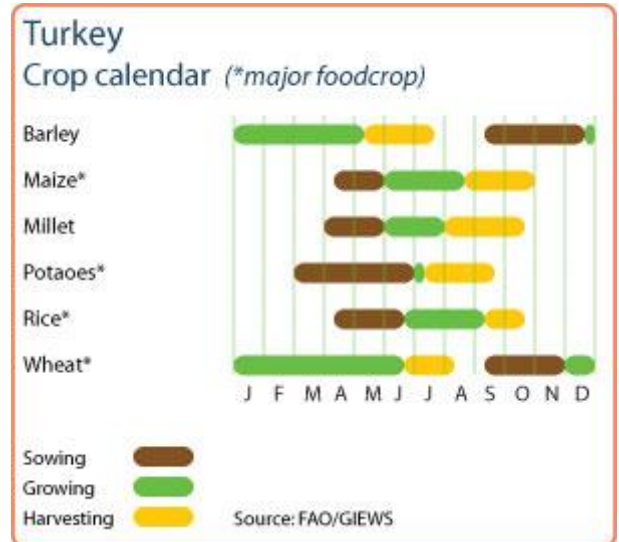 Turkey
Crop calendar (*major foodcrop)
Barley
Maize*
Millet
Potaoes*
Rice*
Wheat*
J F M A M J J A S O N D
Sowing
Growing
Harvesting Source: FAO/GIEWS